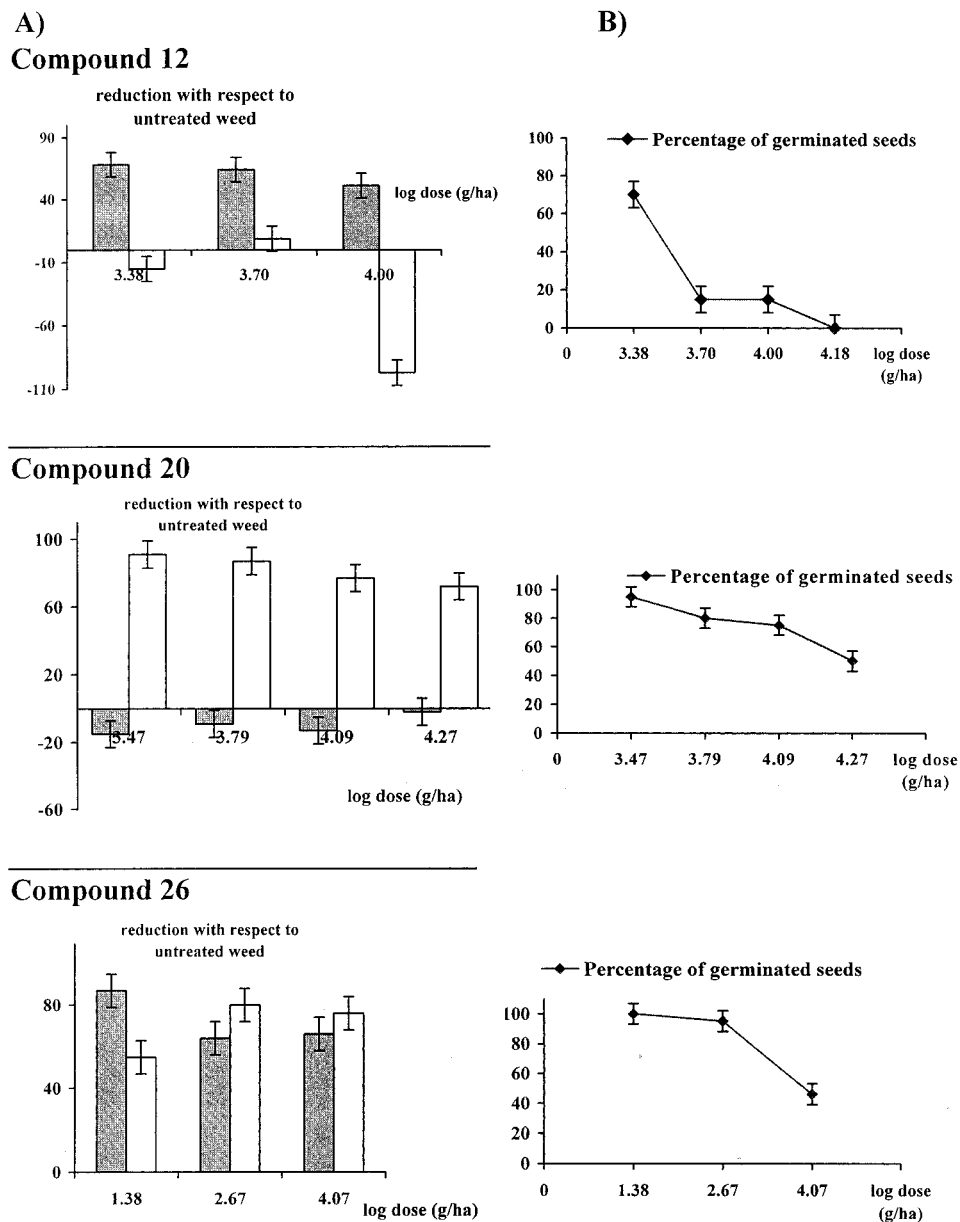 A)
B)
Compound 12
reduction with respect to
untreated weed
90
40
-10
-60
-110
log dose (g/ha)
3.38
3.70
4.00
Percentage of germinated seeds
100
80
60
40
20
0
0 3.38 3.70 4.00 4.18 log dose
(g/ha)
Compound 20
reduction with respect to
untreated weed
100
60
20
-20
-60
3.47 3.79 4.09 4.27
log dose (g/ha)
Percentage of germinated seeds
100
80
60
40
20
0
0 3.47 3.79 4.09 4.27 log dose
(g/ha)
Compound 26
reduction with respect to
untreated weed
80
40
0
1.38 2.67 4.07
log dose (g/ha)
Percentage of germinated seeds
100
80
60
40
20
0
0 1.38 2.67 4.07 log dose
(g/ha)